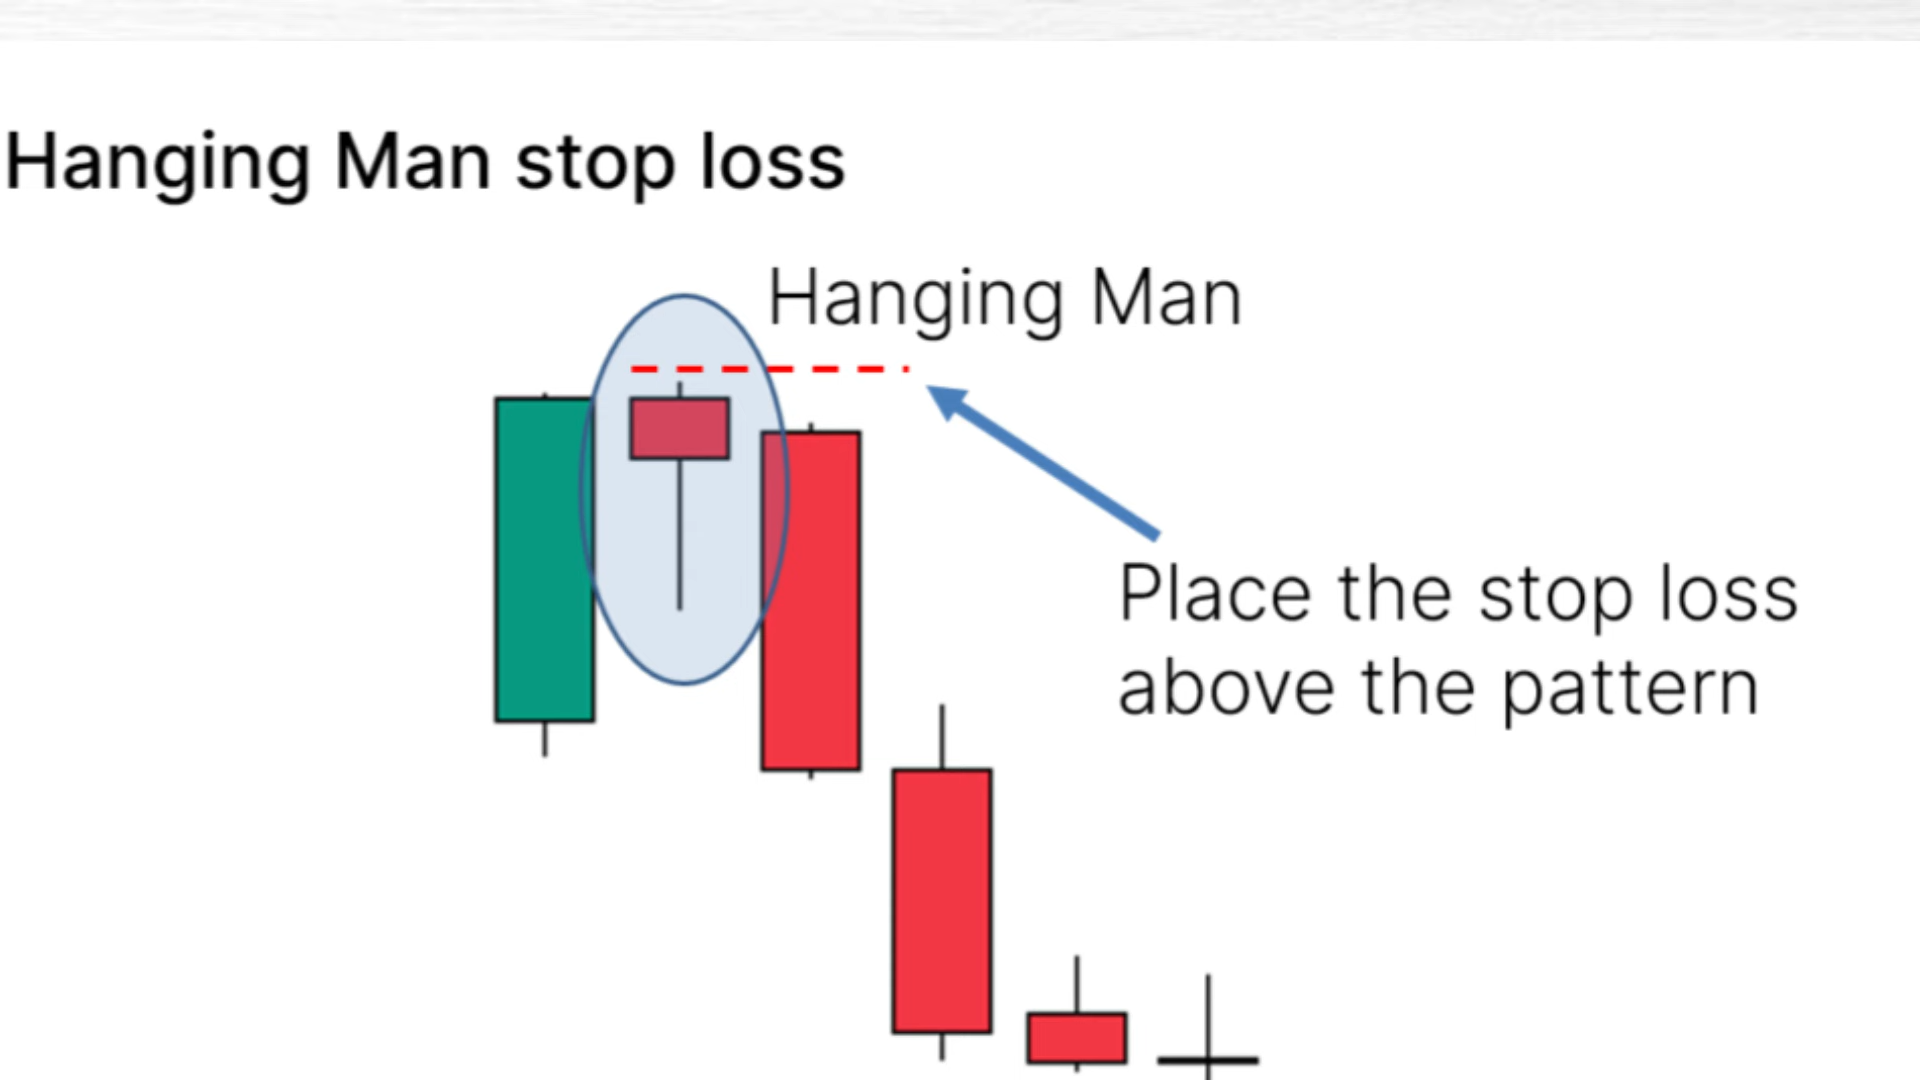 Hanging Man stop loss
Hanging Man
Place the stop loss
above the pattern